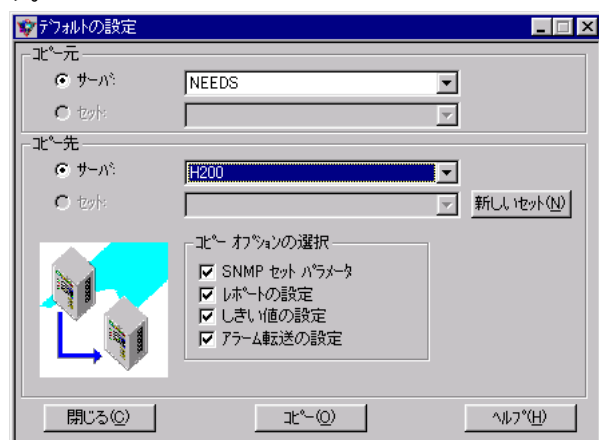 デフォルトの設定
コピー元
サーバ:
NEEDS
セット:
コピー先
サーバ:
H200
セット:
新しいセット(N)
コピー オプションの選択
SNMP セット パラメータ
レポートの設定
しきい値の設定
アラーム転送の設定
閉じる(C)
コピー(O)
ヘルプ(H)